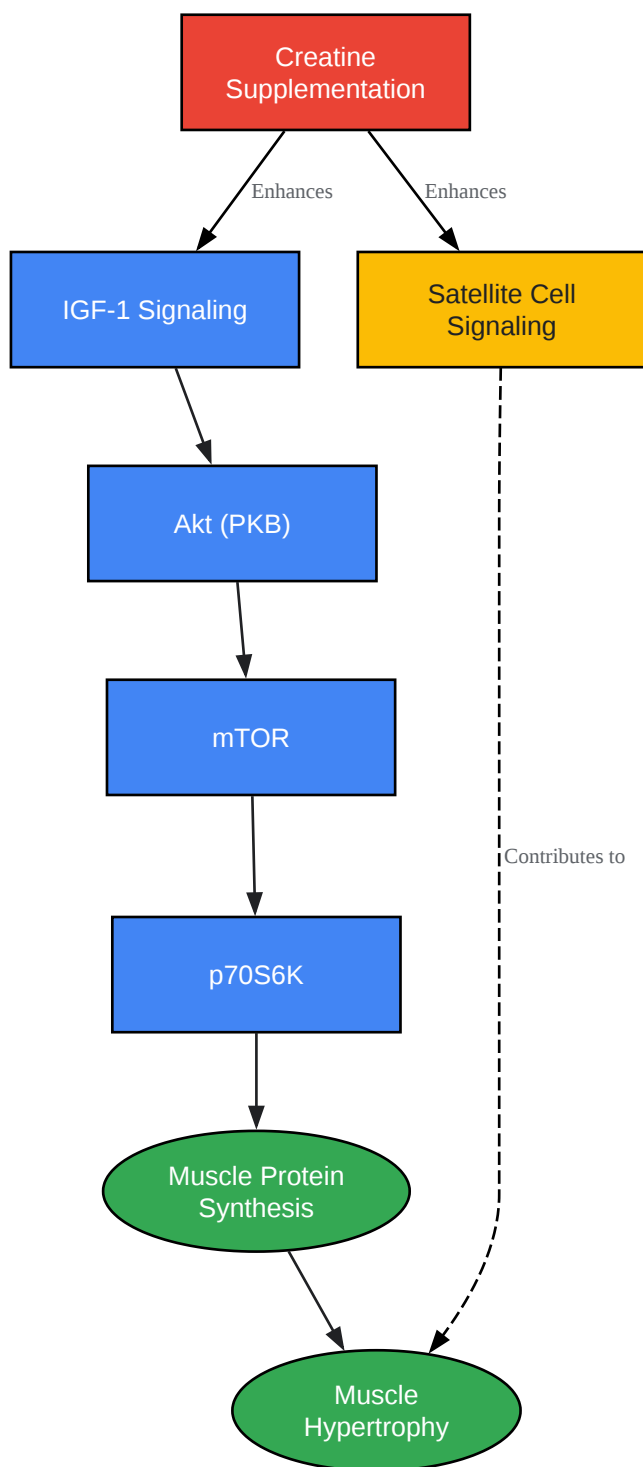 Creatine
Supplementation
Enhances
Enhances
IGF-1 Signaling
Satellite Cell
Signaling
Akt (PKB)
mTOR
Contributes to
p70S6K
Muscle Protein
Synthesis
Muscle
Hypertrophy